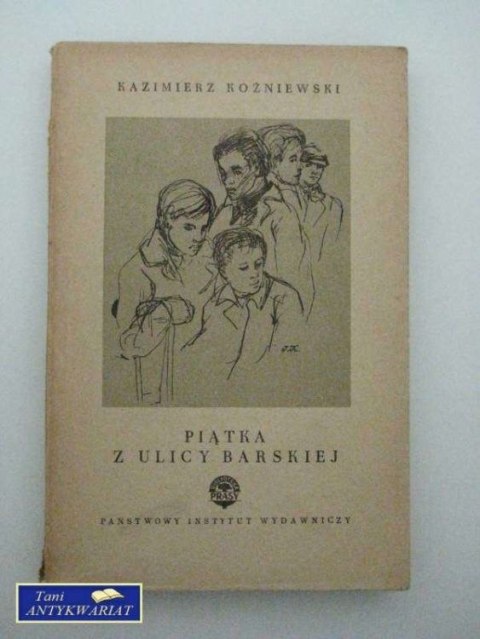 KAZIMIERZ KOŹNIEWSKI
PIĄTKA
Z ULICY BARSKIEJ
PRASY
PAŃSTWOWY INSTYTUT WYDAWNICZY
Tani
ANTYKWARIAT